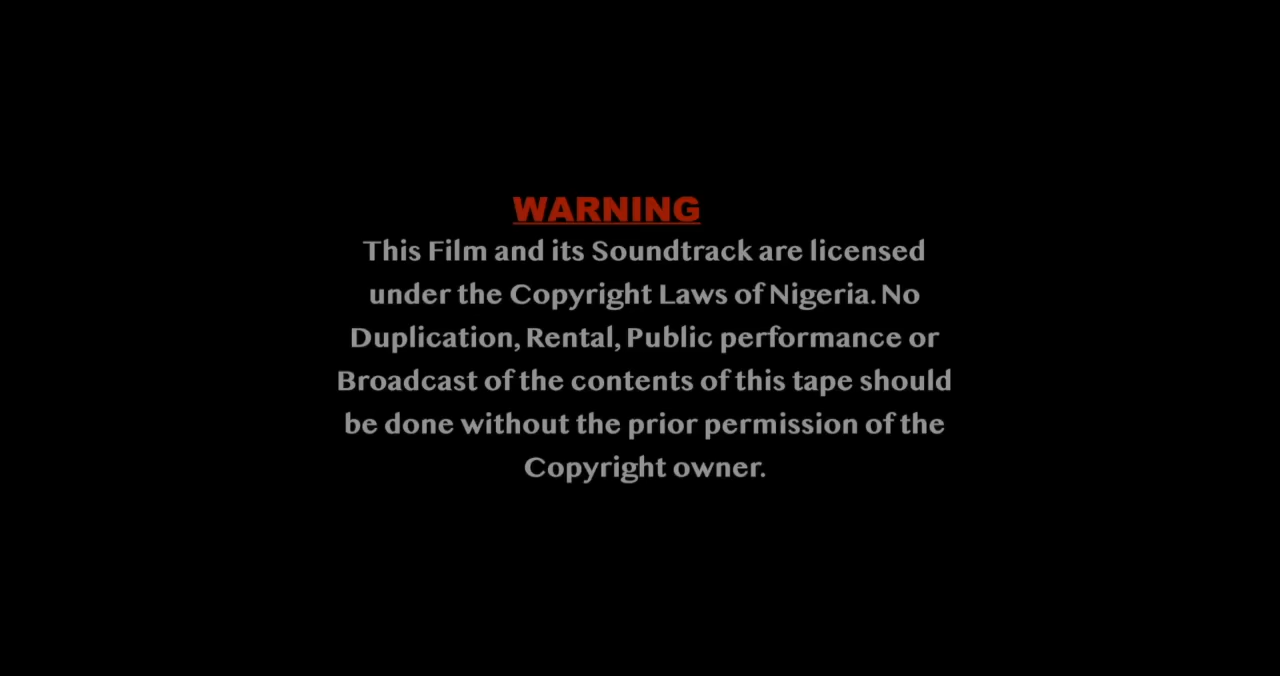 WARNING
This Film and its Soundtrack are licensed
under the Copyright Laws of Nigeria. No
Duplication, Rental, Public performance or
Broadcast of the contents of this tape should
be done without the prior permission of the
Copyright owner.